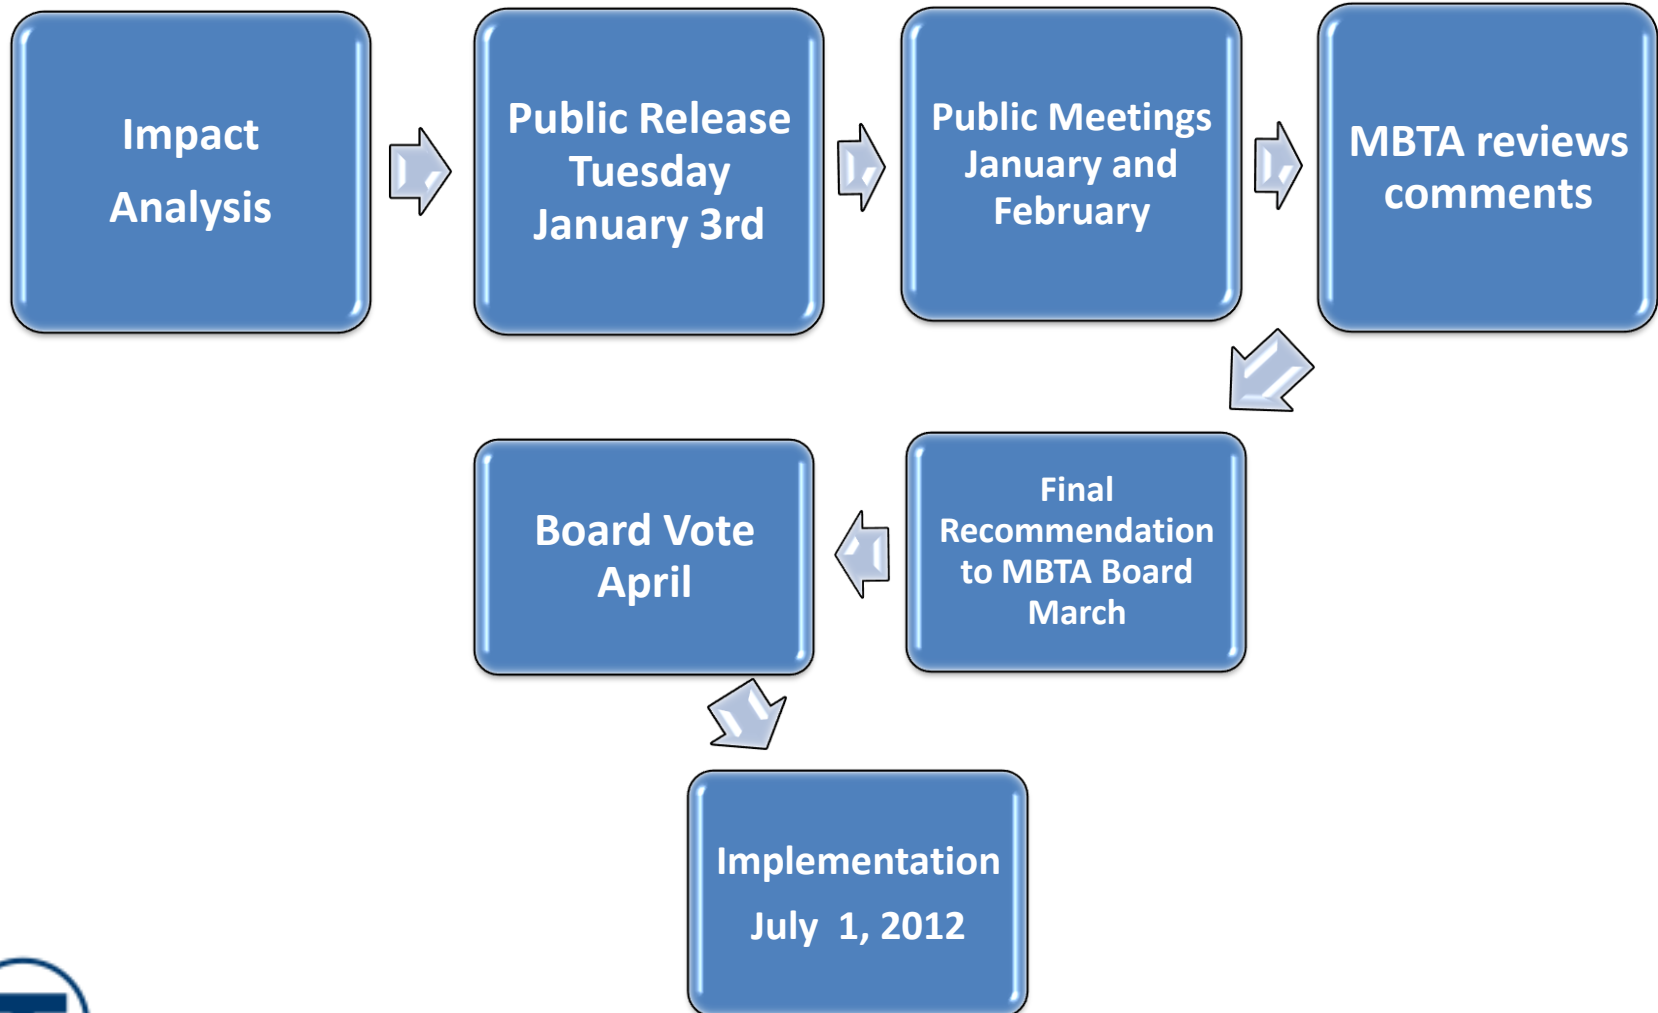 Impact
Analysis
Public Release
Tuesday
January 3rd
Public Meetings
January and
February
MBTA reviews
comments
Final
Recommendation
to MBTA Board
March
Board Vote
April
Implementation
July 1, 2012